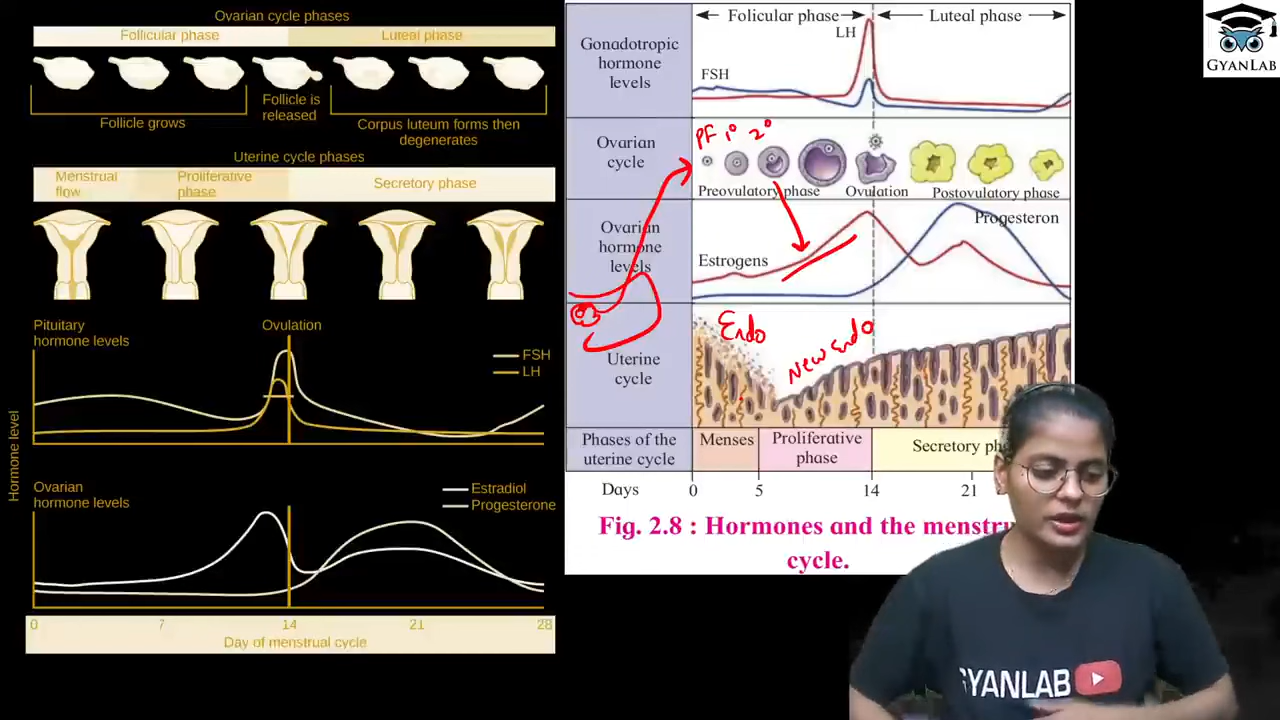 Ovarian cycle phases
Follicular phase
Luteal phase
Follicle grows
Follicle is
released
Corpus luteum forms then
degenerates
Uterine cycle phases
Menstrual
flow
Proliferative
phase
Secretory phase
Pituitary
hormone levels
Ovulation
FSH
LH
Hormone level
Ovarian
hormone levels
Estradiol
Progesterone
0 7 14 21 28
Day of menstrual cycle
Folicular phase
Luteal phase
Gonadotropic
hormone
levels
LH
FSH
Ovarian
cycle
PF 1° 2°
Preovulatory phase
Ovulation
Postovulatory phase
Ovarian
hormone
levels
Estrogens
Progesteron
Uterine
cycle
Endo
New Endo
Phases of the
uterine cycle
Menses
Proliferative
phase
Secretory
Days
0 5 14 21
Fig. 2.8 : Hormones and the
cycle.
GYANLAB
GYANLAB